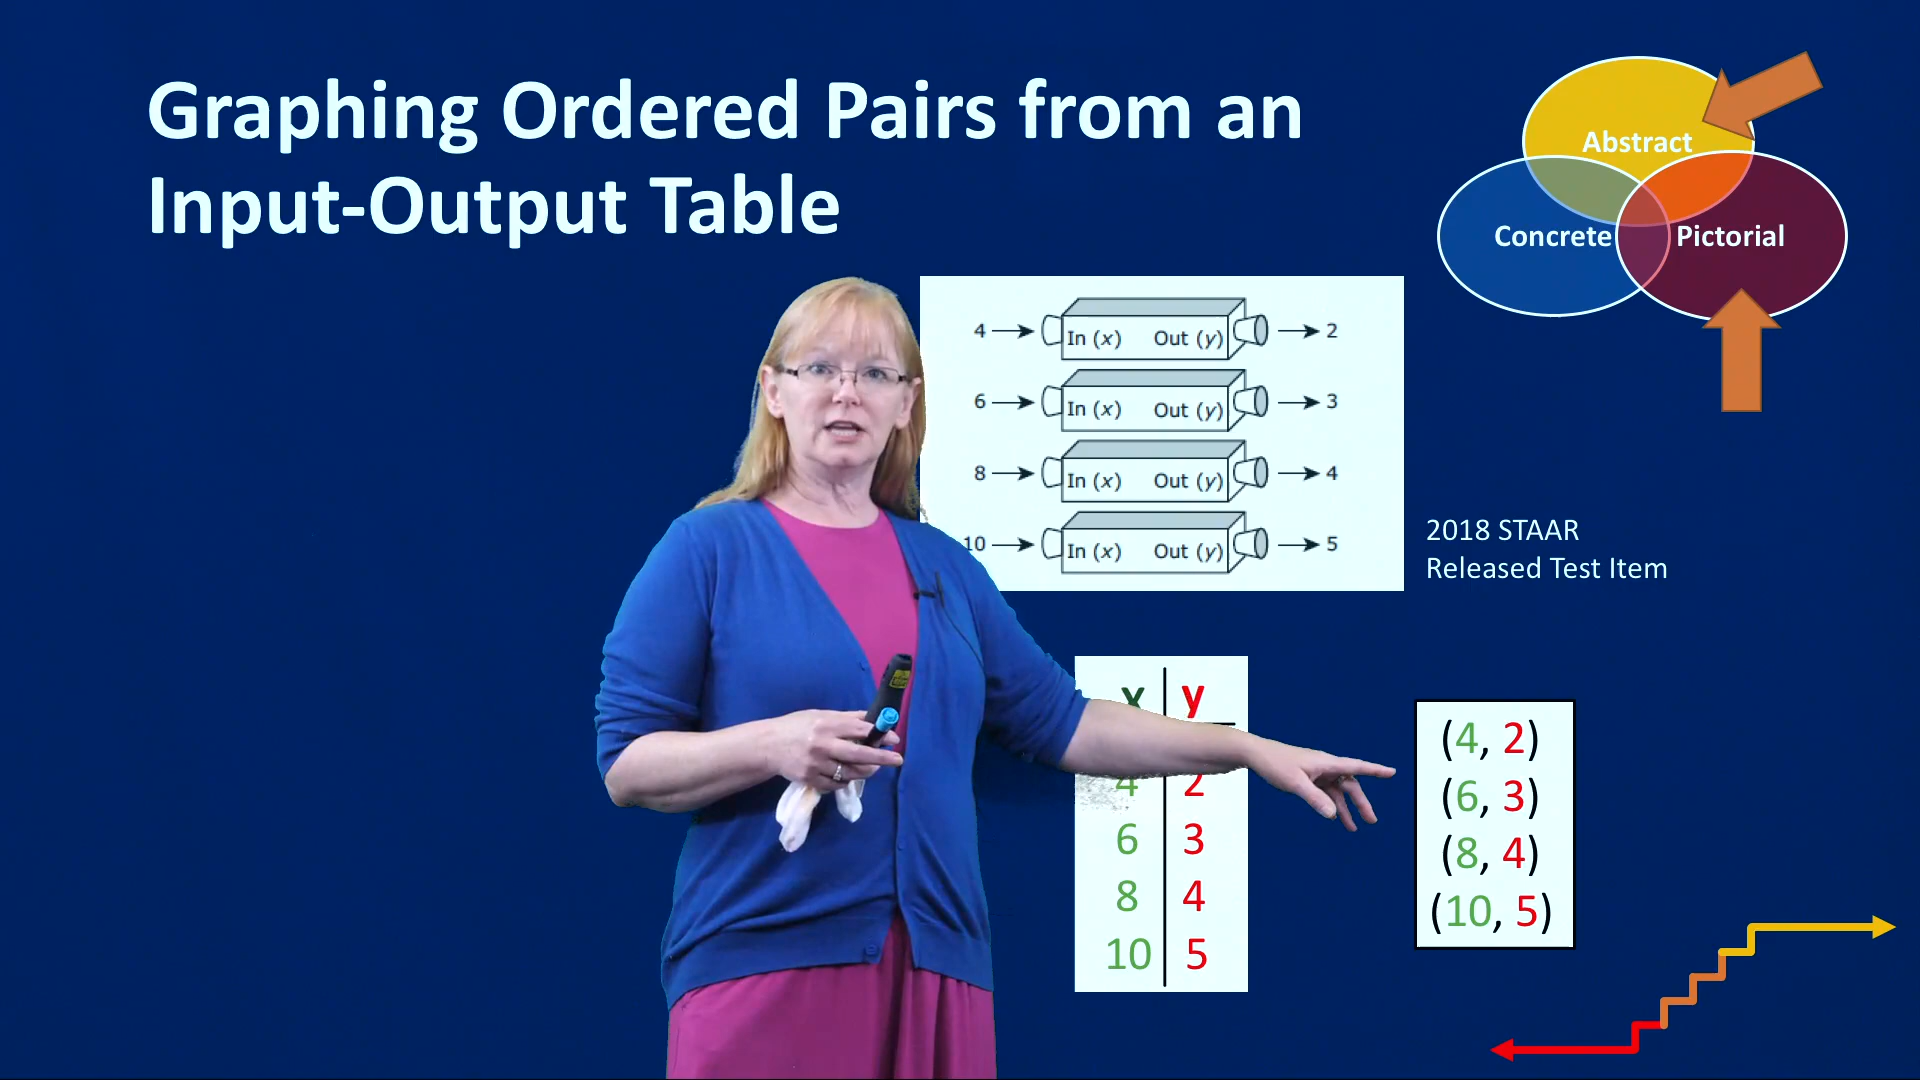 Graphing Ordered Pairs from an
Input-Output Table
Abstract
Concrete
Pictorial
4 In (x) Out (y) 2
6 In (x) Out (y) 3
8 In (x) Out (y) 4
10 In (x) Out (y) 5
2018 STAAR
Released Test Item
x y
4 2
6 3
8 4
10 5
(4, 2)
(6, 3)
(8, 4)
(10, 5)